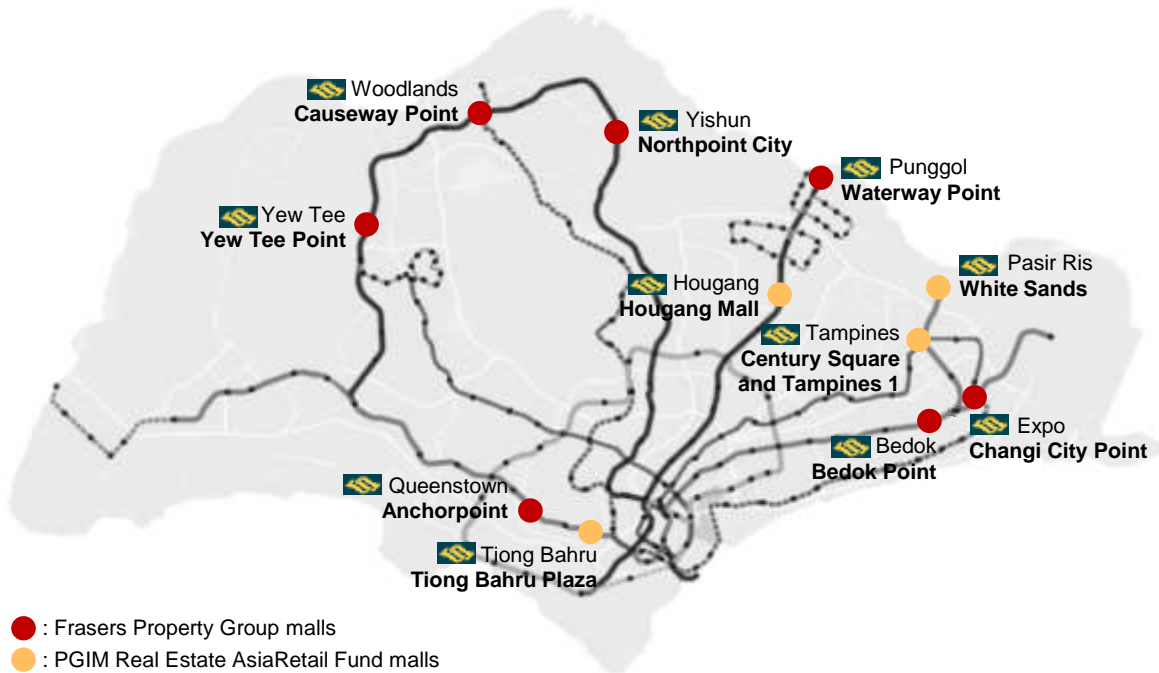 Woodlands
Causeway Point
Yishun
Northpoint City
Punggol
Waterway Point
Yew Tee
Yew Tee Point
Pasir Ris
White Sands
Hougang
Hougang Mall
Tampines
Century Square
and Tampines 1
Expo
Changi City Point
Bedok
Bedok Point
Queenstown
Anchorpoint
Tiong Bahru
Tiong Bahru Plaza
: Frasers Property Group malls
: PGIM Real Estate AsiaRetail Fund malls